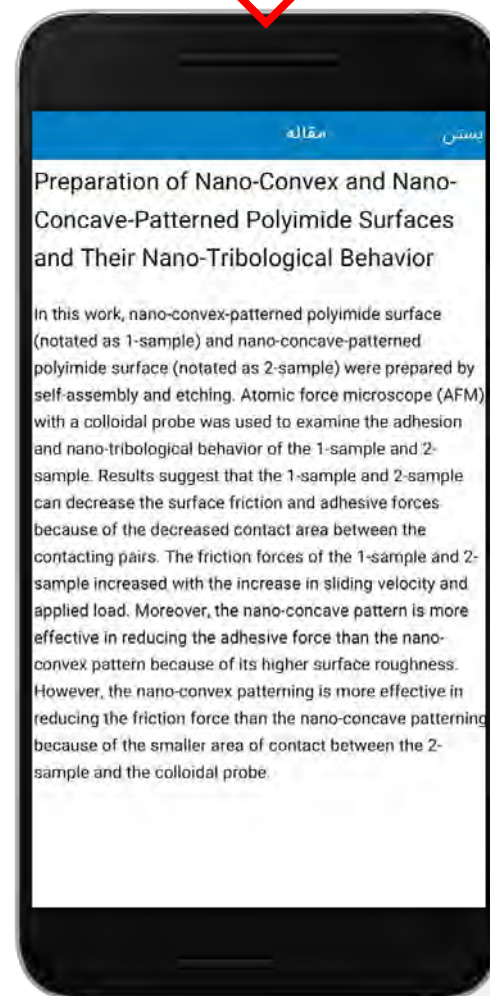 مقاله بستن
Preparation of Nano-Convex and Nano-
Concave-Patterned Polyimide Surfaces
and Their Nano-Tribological Behavior
In this work, nano-convex-patterned polyimide surface
(notated as 1-sample) and nano-concave-patterned
polyimide surface (notated as 2-sample) were prepared by
self-assembly and etching. Atomic force microscope (AFM)
with a colloidal probe was used to examine the adhesion
and nano-tribological behavior of the 1-sample and 2-
sample. Results suggest that the 1-sample and 2-sample
can decrease the surface friction and adhesive forces
because of the decreased contact area between the
contacting pairs. The friction forces of the 1-sample and 2-
sample increased with the increase in sliding velocity and
applied load. Moreover, the nano-concave pattern is more
effective in reducing the adhesive force than the nano-
convex pattern because of its higher surface roughness.
However, the nano-convex patterning is more effective in
reducing the friction force than the nano-concave patterning
because of the smaller area of contact between the 2-
sample and the colloidal probe.